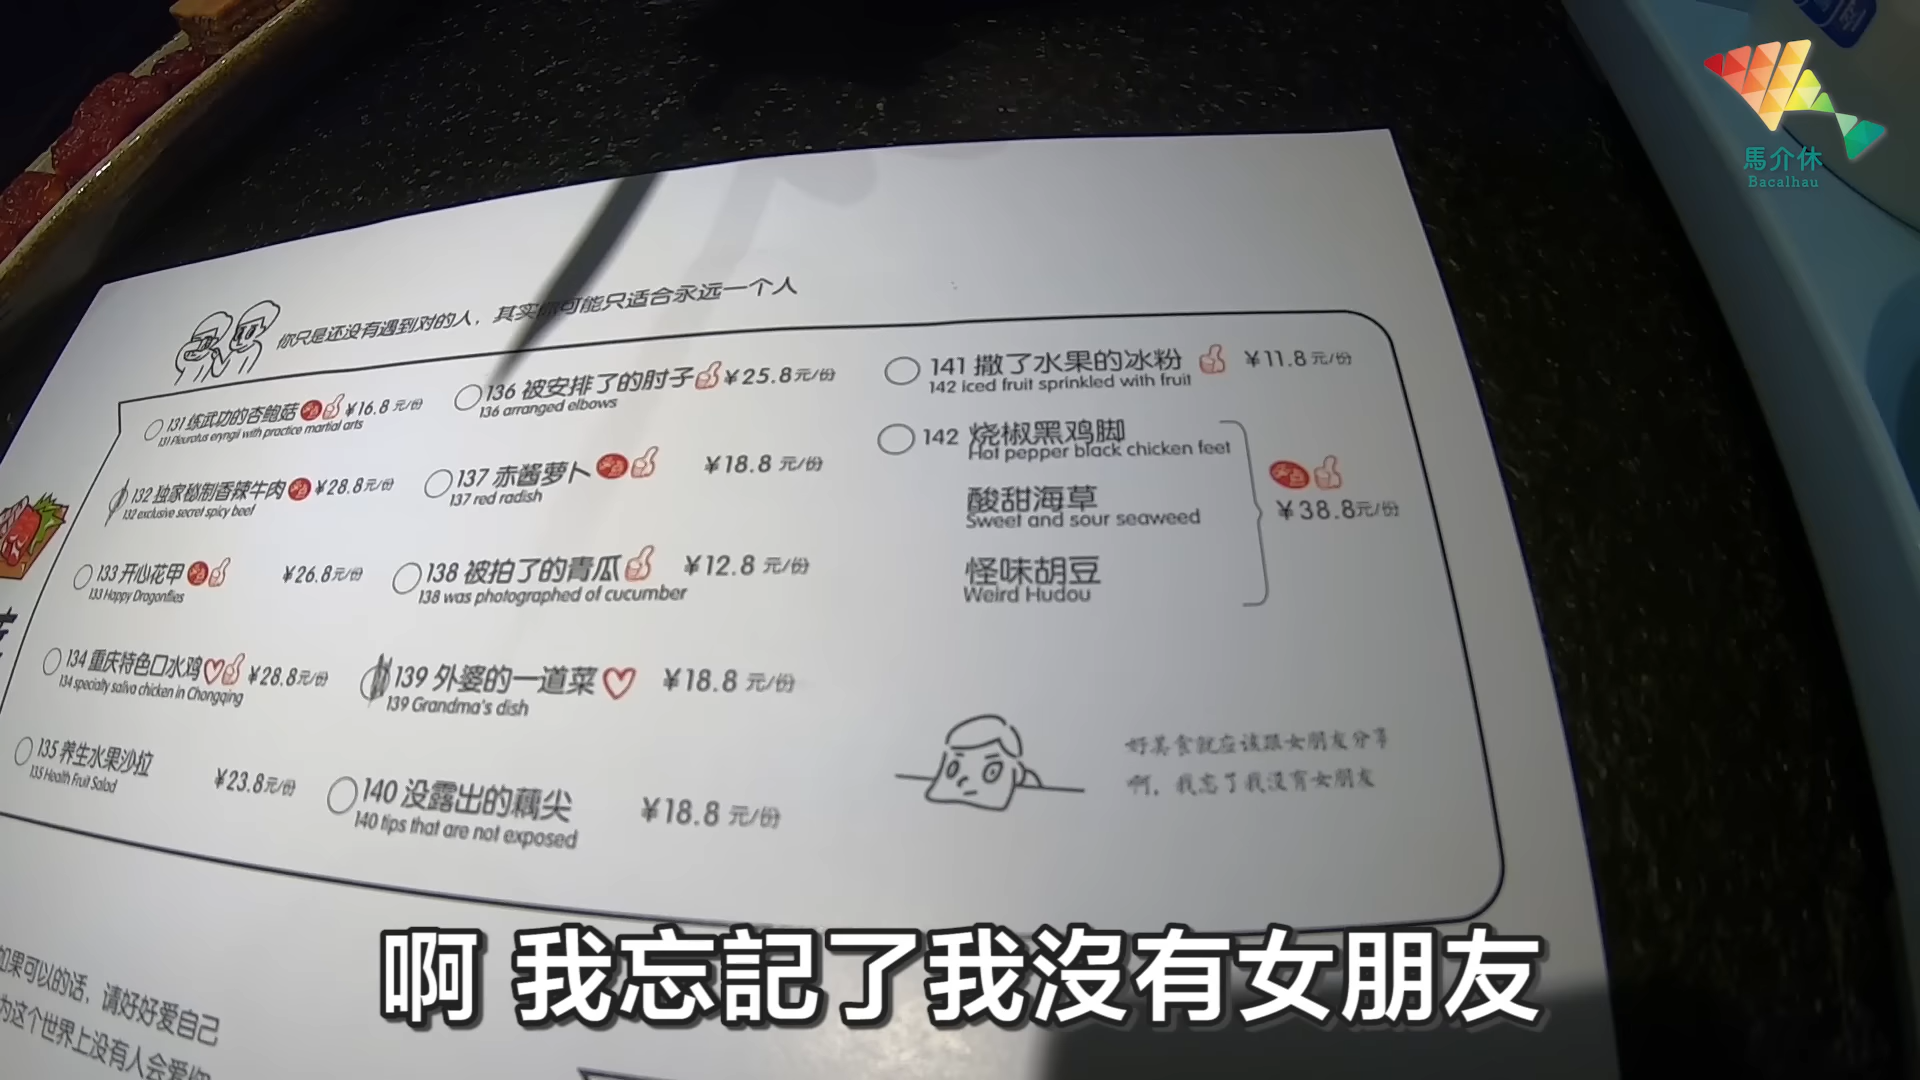 馬介休
Bacalhau
你只是还没有遇到对的人，其实你可能只适合永远一个人
131 练武功的杏鲍菇 ¥16.8 元/份
131 Pleurotus eryngii with practice martial arts
132 独家秘制香辣牛肉 ¥28.8元/份
132 exclusive secret spicy beef
133 开心花甲 ¥26.8元/份
133 Happy Dragonflies
134 重庆特色口水鸡 ¥28.8元/份
134 specialty saliva chicken in Chongqing
135 养生水果沙拉 ¥23.8元/份
135 Health Fruit Salad
136 被安排了的肘子 ¥25.8元/份
136 arranged elbows
137 赤酱萝卜 ¥18.8 元/份
137 red radish
138 被拍了的青瓜 ¥12.8 元/份
138 was photographed of cucumber
139 外婆的一道菜 ¥18.8 元/份
139 Grandma's dish
140 没露出的藕尖 ¥18.8 元/份
140 tips that are not exposed
141 撒了水果的冰粉 ¥11.8 元/份
142 iced fruit sprinkled with fruit
142 烧椒黑鸡脚
Hot pepper black chicken feet
酸甜海草
Sweet and sour seaweed
¥38.8元/份
怪味胡豆
Weird Hudou
好美食就应该跟女朋友分享
啊，我忘了我没有女朋友
如果可以的话，请好好爱自己
为这个世界上没有人会爱你
啊 我忘記了我沒有女朋友